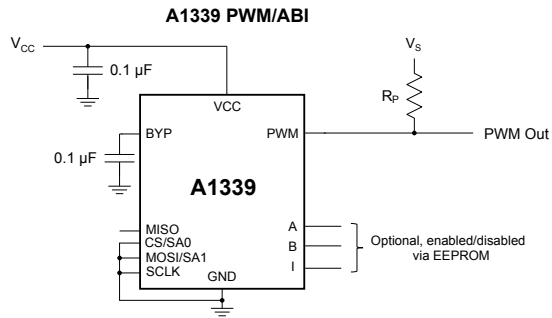 A1339 PWM/ABI
VCC
VS
0.1 µF
RP
VCC
BYP
PWM
PWM Out
0.1 µF
A1339
MISO
CS/SA0
MOSI/SA1
SCLK
GND
A
B
I
Optional, enabled/disabled
via EEPROM